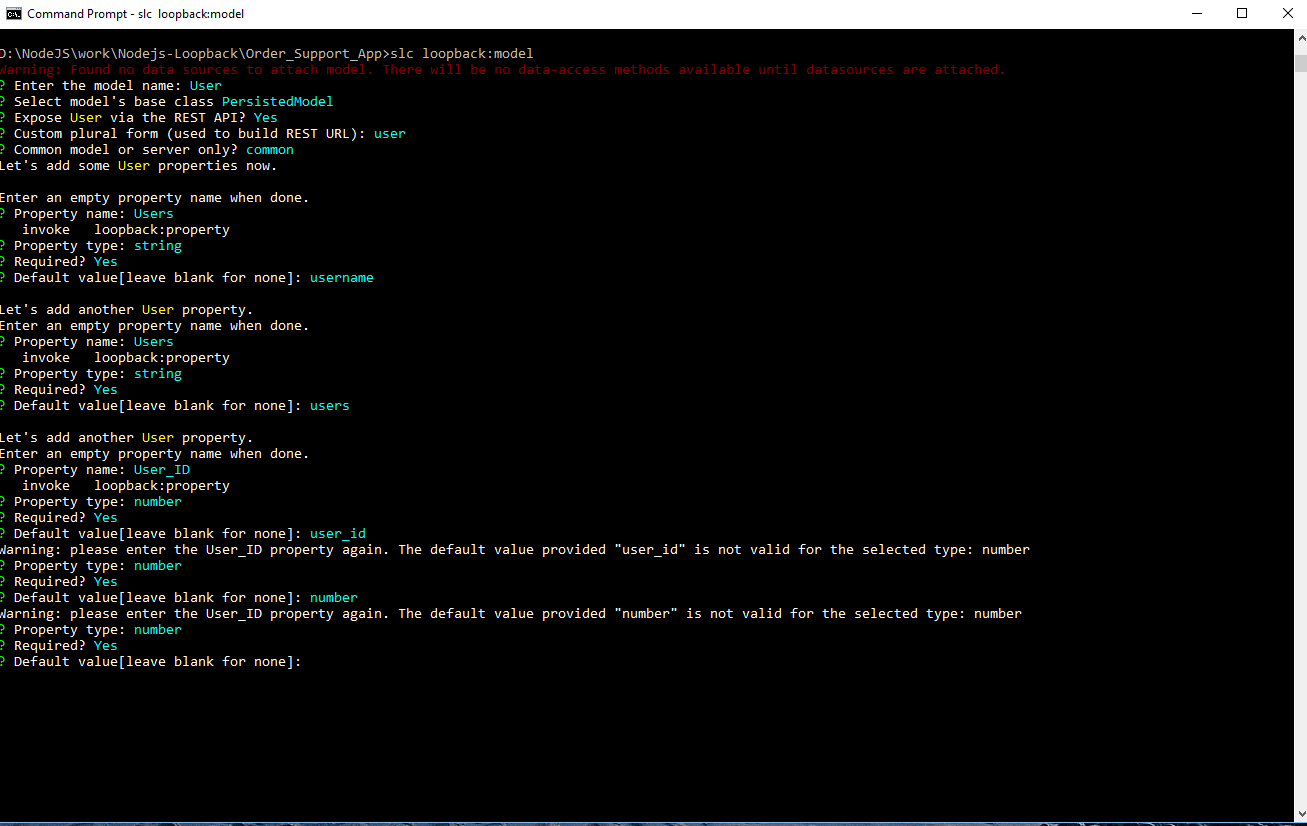 Command Prompt - slc loopback:model
D:\NodeJS\work\Nodejs-Loopback\Order_Support_App>slc loopback:model
Warning: Found no data sources to attach model. There will be no data-access methods available until datasources are attached.
? Enter the model name: User
? Select model's base class PersistedModel
? Expose User via the REST API? Yes
? Custom plural form (used to build REST URL): user
? Common model or server only? common
Let's add some User properties now.
Enter an empty property name when done.
? Property name: Users
invoke loopback:property
? Property type: string
? Required? Yes
? Default value[leave blank for none]: username
Let's add another User property.
Enter an empty property name when done.
? Property name: Users
invoke loopback:property
? Property type: string
? Required? Yes
? Default value[leave blank for none]: users
Let's add another User property.
Enter an empty property name when done.
? Property name: User_ID
invoke loopback:property
? Property type: number
? Required? Yes
? Default value[leave blank for none]: user_id
Warning: please enter the User_ID property again. The default value provided "user_id" is not valid for the selected type: number
? Property type: number
? Required? Yes
? Default value[leave blank for none]: number
Warning: please enter the User_ID property again. The default value provided "number" is not valid for the selected type: number
? Property type: number
? Required? Yes
? Default value[leave blank for none]: